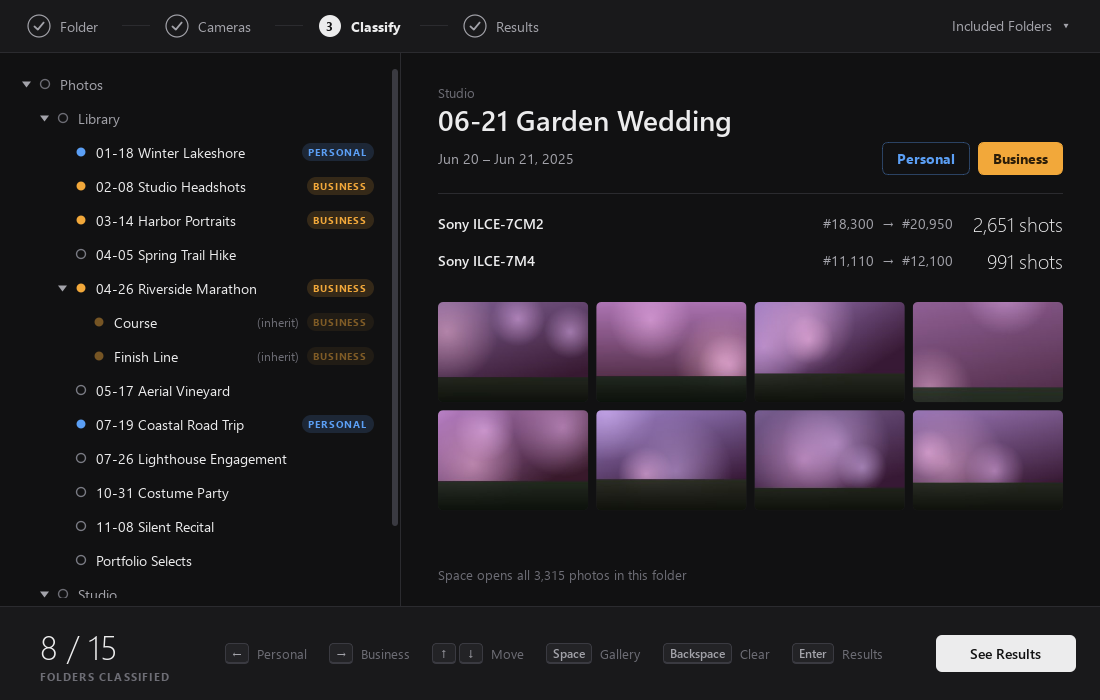 Folder
Cameras
3 Classify
Results
Included Folders
Photos
Library
01-18 Winter Lakeshore PERSONAL
02-08 Studio Headshots BUSINESS
03-14 Harbor Portraits BUSINESS
04-05 Spring Trail Hike
04-26 Riverside Marathon BUSINESS
Course (inherit) BUSINESS
Finish Line (inherit) BUSINESS
05-17 Aerial Vineyard
07-19 Coastal Road Trip PERSONAL
07-26 Lighthouse Engagement
10-31 Costume Party
11-08 Silent Recital
Portfolio Selects
Studio
Studio
06-21 Garden Wedding
Jun 20 – Jun 21, 2025
Personal
Business
Sony ILCE-7CM2 #18,300 → #20,950 2,651 shots
Sony ILCE-7M4 #11,110 → #12,100 991 shots
Space opens all 3,315 photos in this folder
8 / 15
FOLDERS CLASSIFIED
← Personal
→ Business
↑ ↓ Move
Space Gallery
Backspace Clear
Enter Results
See Results